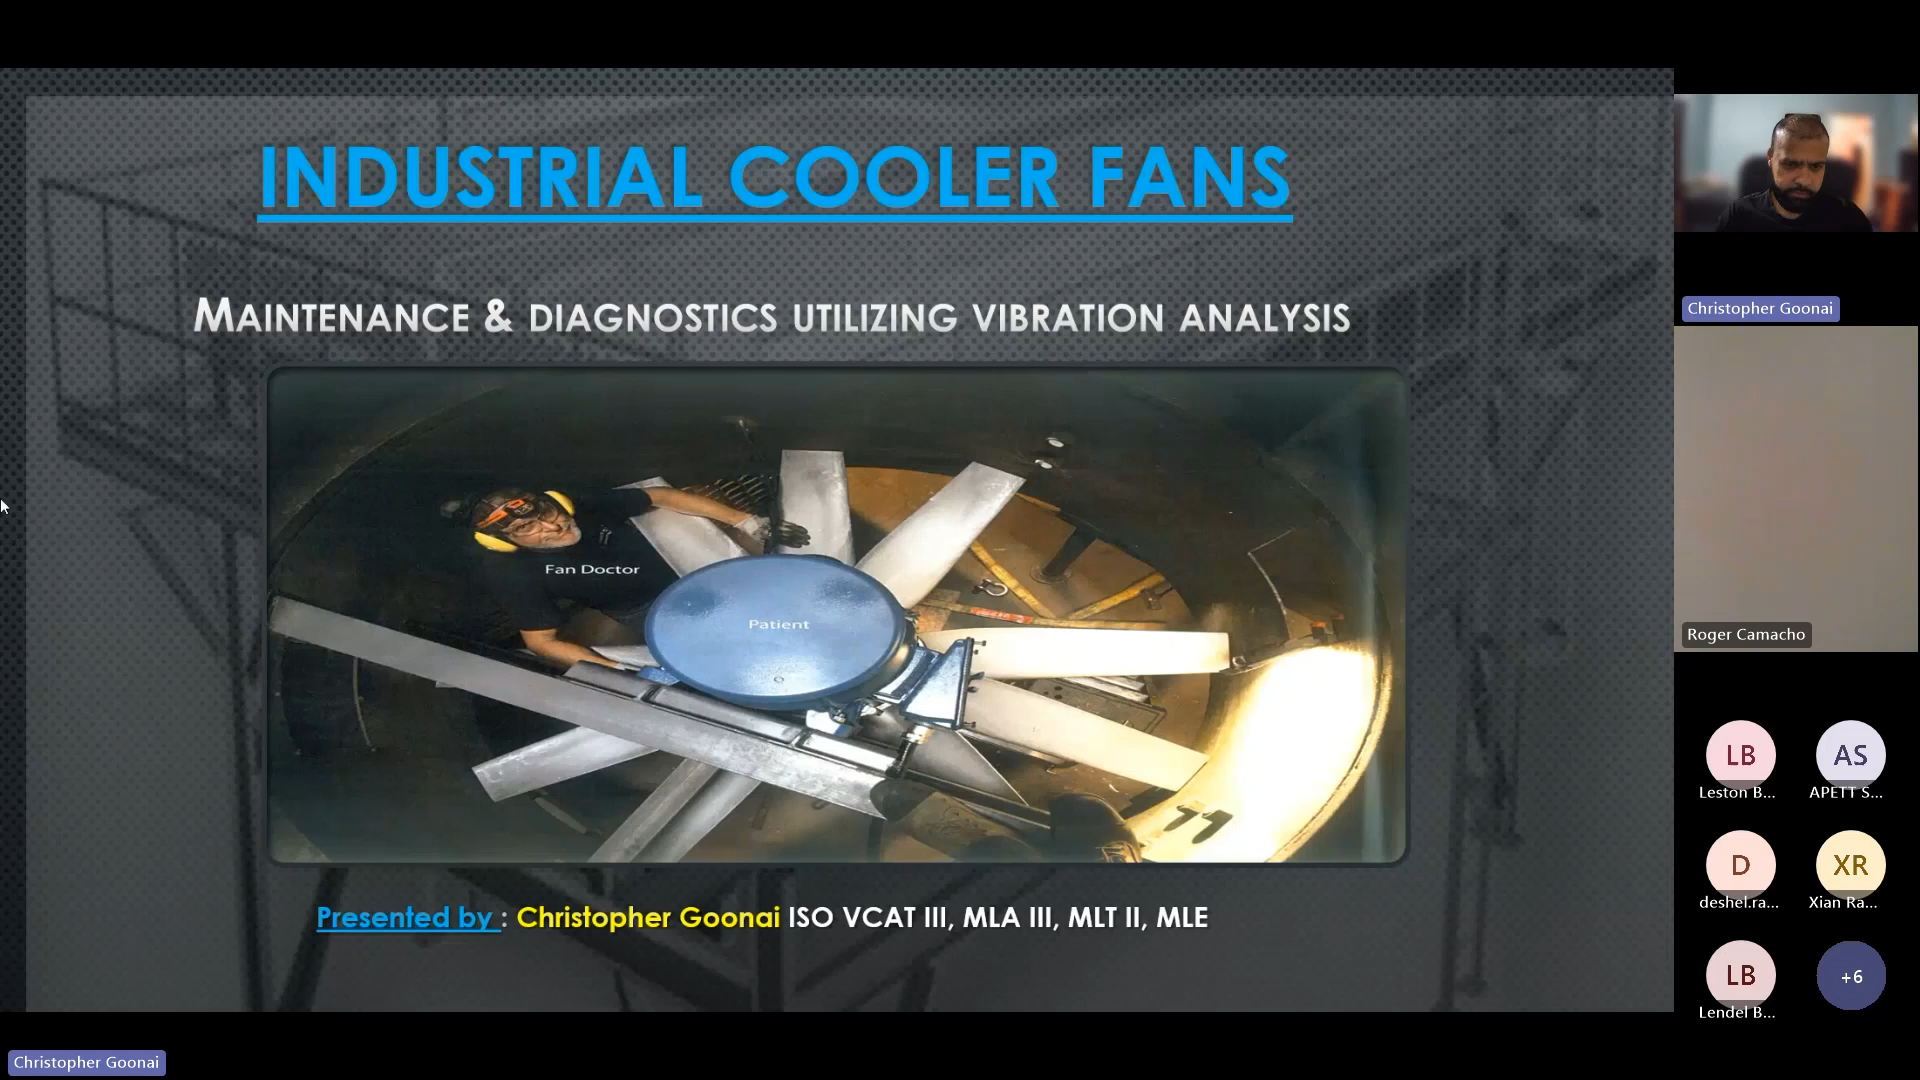 INDUSTRIAL COOLER FANS
MAINTENANCE & DIAGNOSTICS UTILIZING VIBRATION ANALYSIS
Fan Doctor
Patient
Presented by : Christopher Goonai ISO VCAT III, MLA III, MLT II, MLE
Christopher Goonai
Roger Camacho
LB
Leston B...
AS
APETT S...
D
deshel.ra...
XR
Xian Ra...
LB
Lendel B...
+6
Christopher Goonai